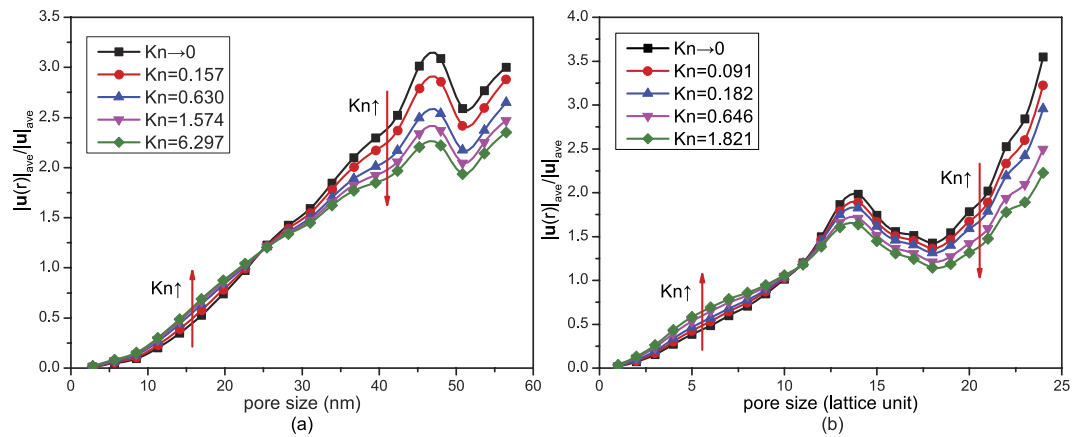 3.5
3.0
2.5
2.0
1.5
1.0
0.5
0.0
|u(r)|ave/|u|ave
Kn→0
Kn=0.157
Kn=0.630
Kn=1.574
Kn=6.297
Kn↑
Kn↑
0 10 20 30 40 50 60
pore size (nm)
(a)
4.0
3.5
3.0
2.5
2.0
1.5
1.0
0.5
0.0
|u(r)|ave/|u|ave
Kn→0
Kn=0.091
Kn=0.182
Kn=0.646
Kn=1.821
Kn↑
Kn↑
0 5 10 15 20 25
pore size (lattice unit)
(b)